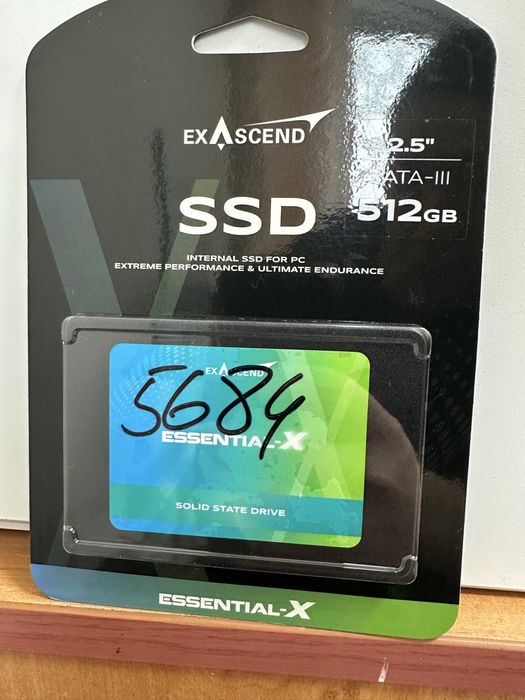 EXASCEND
2.5"
SATA-III
512GB
SSD
INTERNAL SSD FOR PC
EXTREME PERFORMANCE & ULTIMATE ENDURANCE
EXASCEND
5684
ESSENTIAL-X
SOLID STATE DRIVE
ESSENTIAL-X